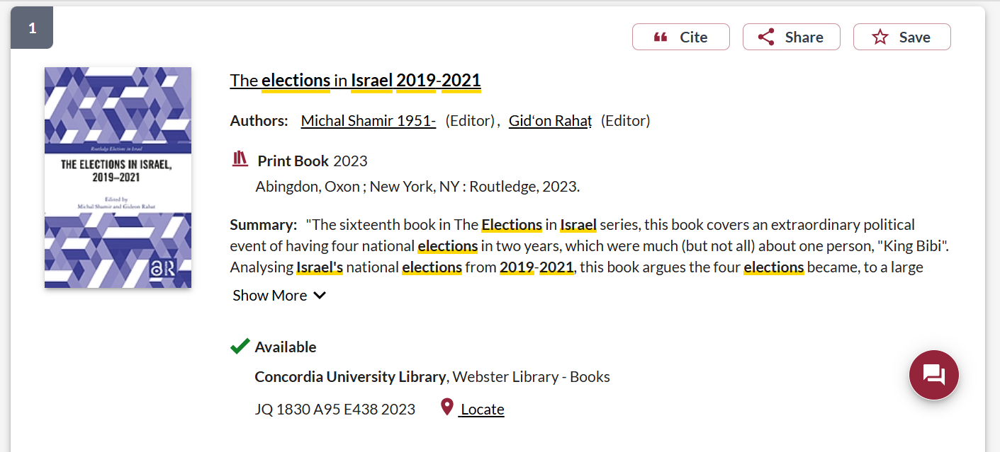 1
Cite
Share
Save
The elections in Israel 2019-2021
Authors: Michal Shamir 1951- (Editor), Gidʻon Rahaṭ (Editor)
Print Book 2023
Abingdon, Oxon ; New York, NY : Routledge, 2023.
Summary: "The sixteenth book in The Elections in Israel series, this book covers an extraordinary political
event of having four national elections in two years, which were much (but not all) about one person, "King Bibi".
Analysing Israel's national elections from 2019-2021, this book argues the four elections became, to a large
Show More
Available
Concordia University Library, Webster Library - Books
JQ 1830 A95 E438 2023 Locate
Routledge Elections in Israel
THE ELECTIONS IN ISRAEL,
2019–2021
Edited by
Michal Shamir and Gideon Rahat